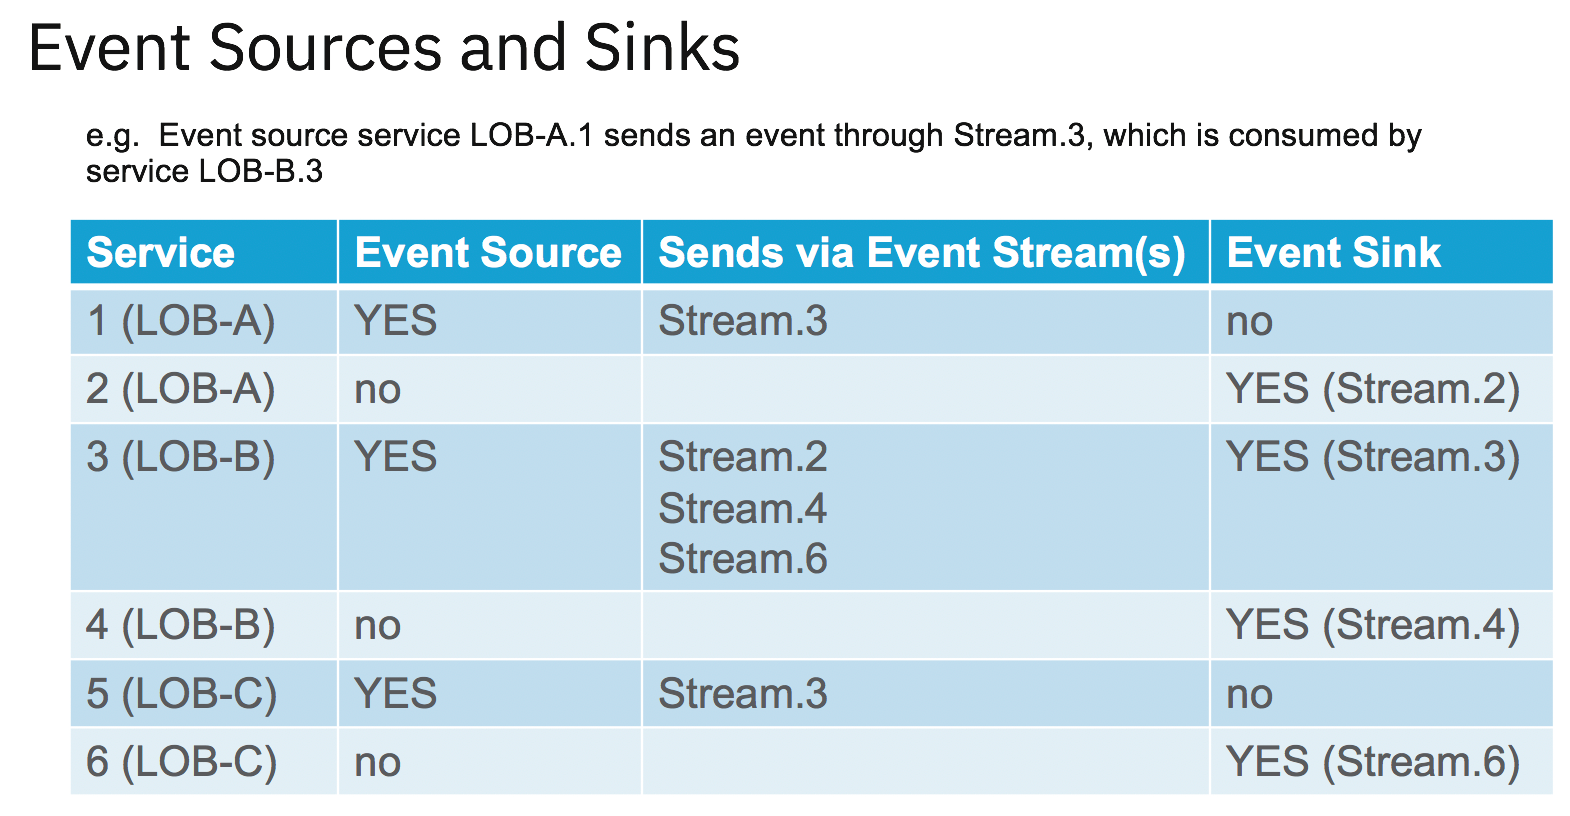 Event Sources and Sinks
e.g.  Event source service LOB-A.1 sends an event through Stream.3, which is consumed by
service LOB-B.3
Service Event Source Sends via Event Stream(s) Event Sink
1 (LOB-A) YES Stream.3 no
2 (LOB-A) no YES (Stream.2)
3 (LOB-B) YES Stream.2 YES (Stream.3)
Stream.4
Stream.6
4 (LOB-B) no YES (Stream.4)
5 (LOB-C) YES Stream.3 no
6 (LOB-C) no YES (Stream.6)